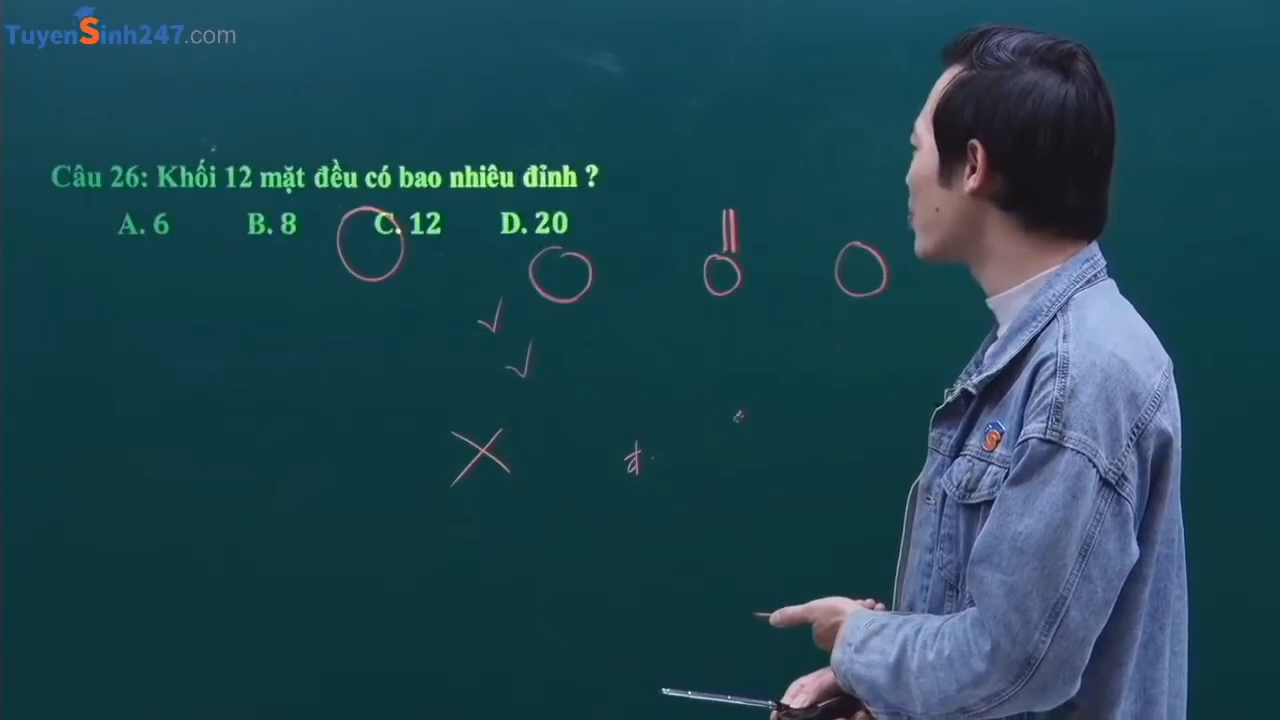 TuyenSinh247.com
Câu 26: Khối 12 mặt đều có bao nhiêu đỉnh ?
A. 6 B. 8 C. 12 D. 20
đ
S